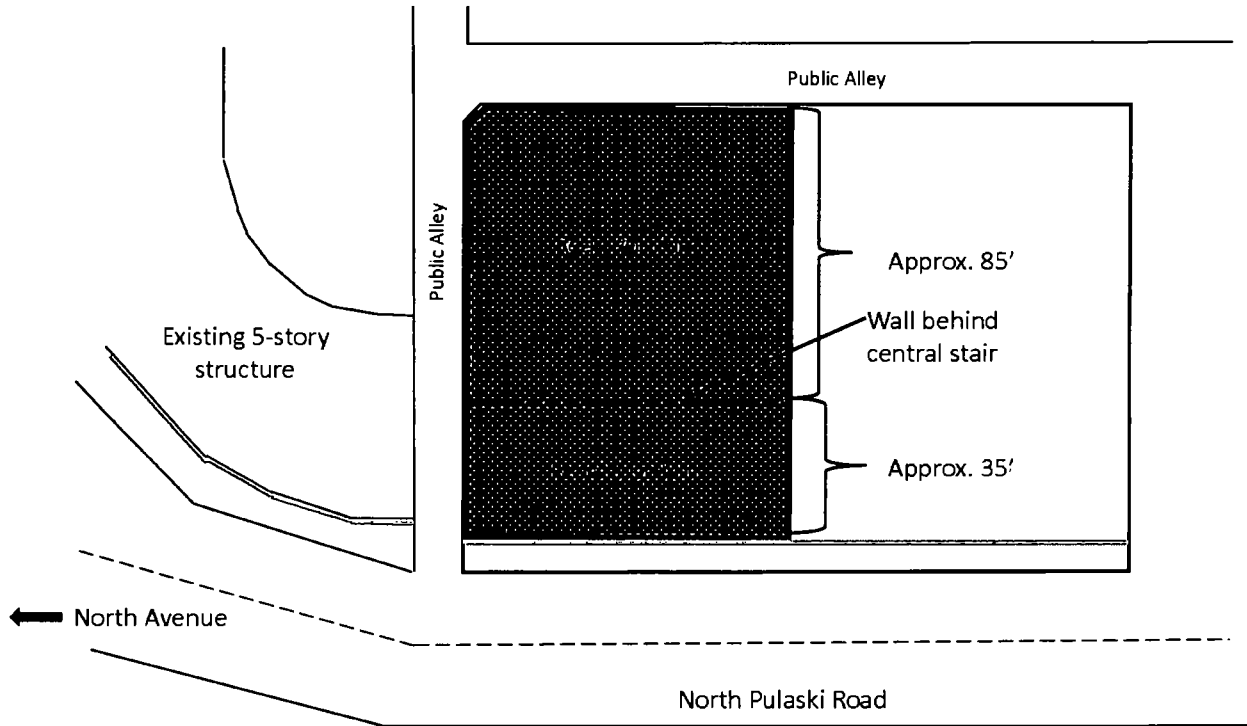 Public Alley
Public Alley
Approx. 85'
Existing 5-story
structure
Wall behind
central stair
Approx. 35'
North Avenue
North Pulaski Road